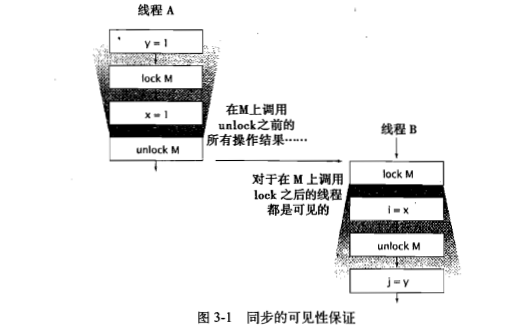 线程 A
y = 1
lock M
x = 1
unlock M
在M上调用
unlock之前的
所有操作结果……
线程 B
对于在 M 上调用
lock 之后的线程
都是可见的
lock M
i = x
unlock M
j = y
图 3-1 同步的可见性保证